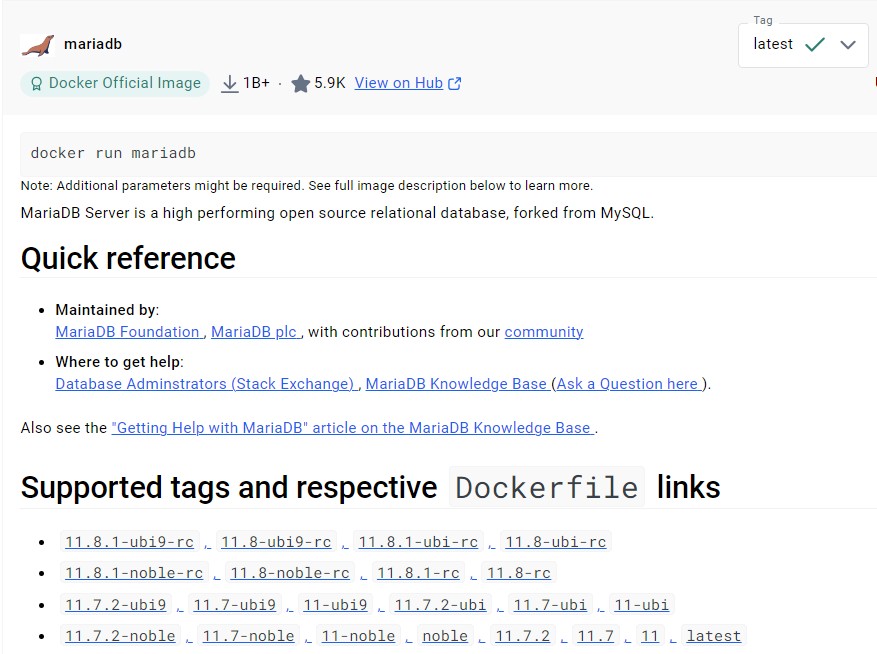 Tag
mariadb
latest
Docker Official Image 1B+ · 5.9K View on Hub
docker run mariadb
Note: Additional parameters might be required. See full image description below to learn more.
MariaDB Server is a high performing open source relational database, forked from MySQL.
Quick reference
• Maintained by:
MariaDB Foundation , MariaDB plc , with contributions from our community
• Where to get help:
Database Adminstrators (Stack Exchange) , MariaDB Knowledge Base (Ask a Question here ).
Also see the "Getting Help with MariaDB" article on the MariaDB Knowledge Base .
Supported tags and respective Dockerfile links
• 11.8.1-ubi9-rc , 11.8-ubi9-rc , 11.8.1-ubi-rc , 11.8-ubi-rc
• 11.8.1-noble-rc , 11.8-noble-rc , 11.8.1-rc , 11.8-rc
• 11.7.2-ubi9 , 11.7-ubi9 , 11-ubi9 , 11.7.2-ubi , 11.7-ubi , 11-ubi
• 11.7.2-noble , 11.7-noble , 11-noble , noble , 11.7.2 , 11.7 , 11 , latest